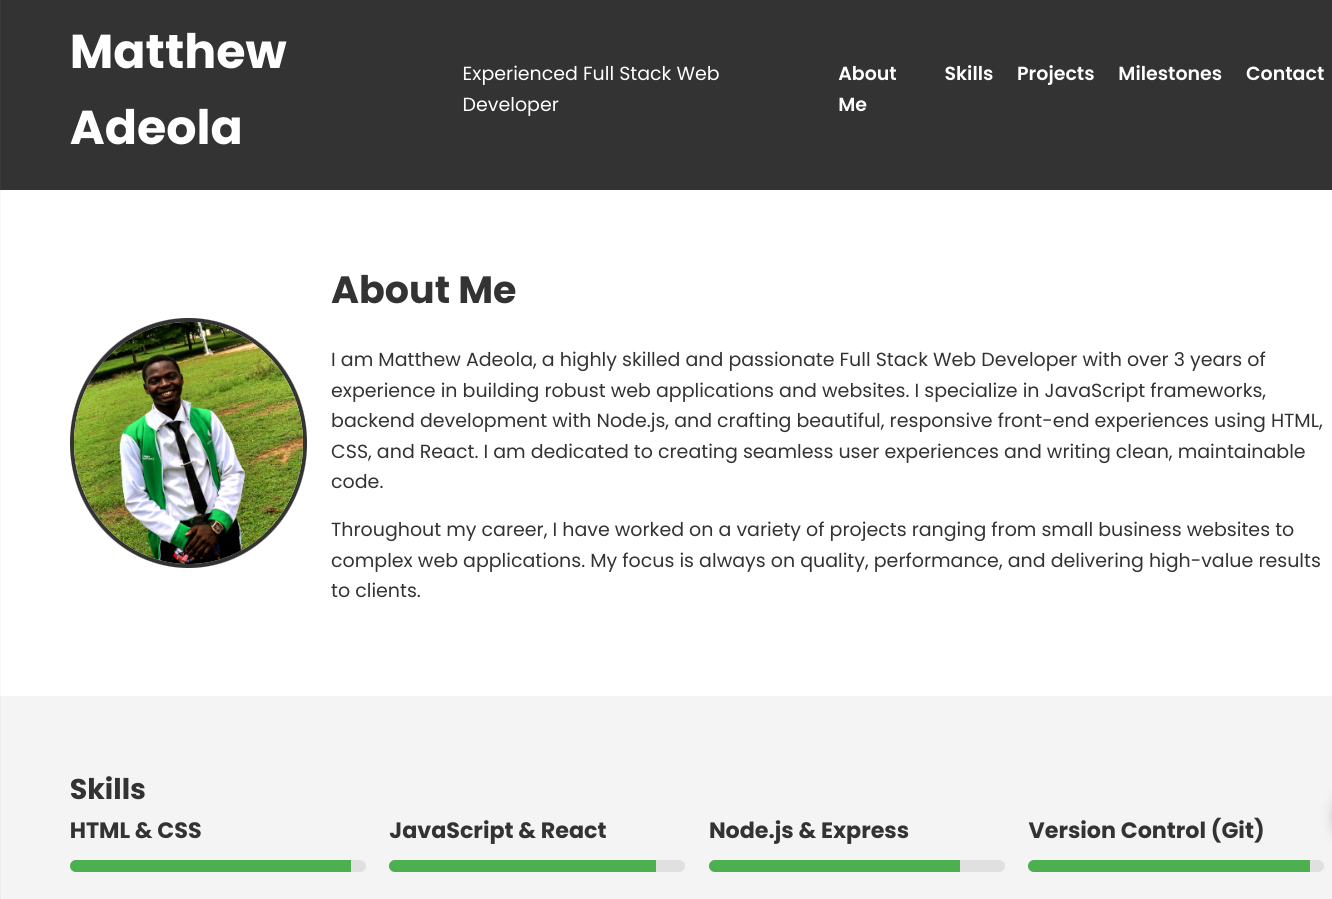 Matthew
Adeola
Experienced Full Stack Web
Developer
About
Me
Skills
Projects
Milestones
Contact
About Me
I am Matthew Adeola, a highly skilled and passionate Full Stack Web Developer with over 3 years of
experience in building robust web applications and websites. I specialize in JavaScript frameworks,
backend development with Node.js, and crafting beautiful, responsive front-end experiences using HTML,
CSS, and React. I am dedicated to creating seamless user experiences and writing clean, maintainable
code.
Throughout my career, I have worked on a variety of projects ranging from small business websites to
complex web applications. My focus is always on quality, performance, and delivering high-value results
to clients.
Skills
HTML & CSS
JavaScript & React
Node.js & Express
Version Control (Git)